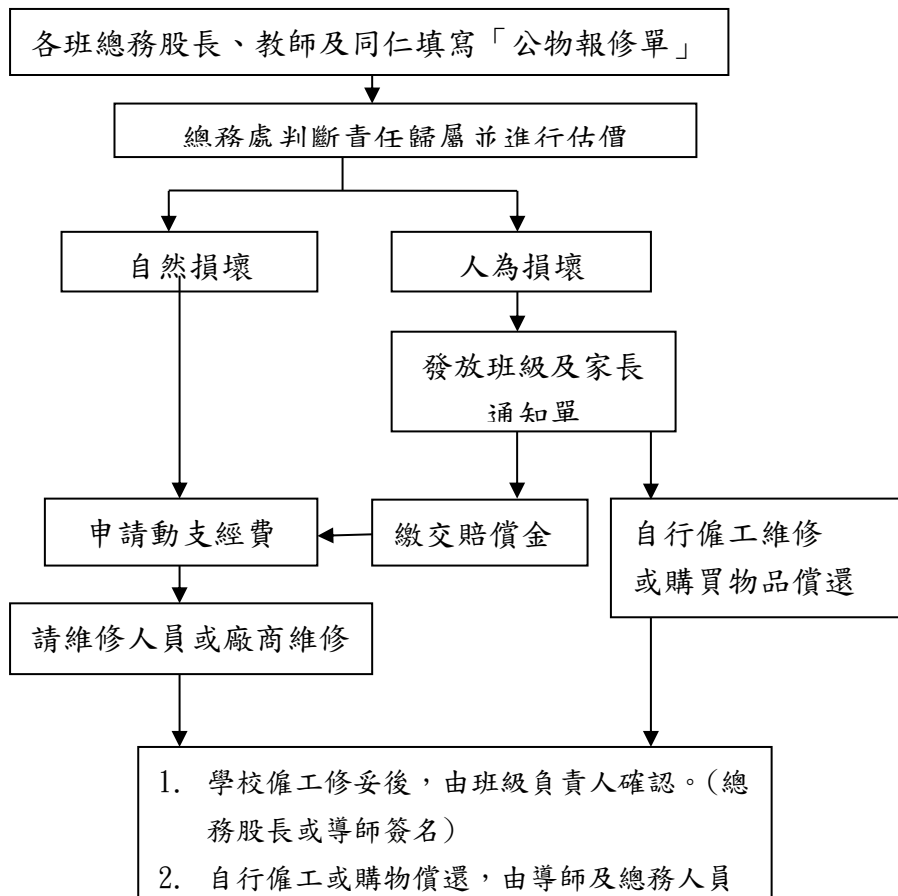 各班總務股長、教師及同仁填寫「公物報修單」
總務處判斷責任歸屬並進行估價
自然損壞
人為損壞
發放班級及家長
通知單
申請動支經費
繳交賠償金
自行僱工維修
或購買物品償還
請維修人員或廠商維修
1. 學校僱工修妥後，由班級負責人確認。(總
務股長或導師簽名)
2. 自行僱工或購物償還，由導師及總務人員